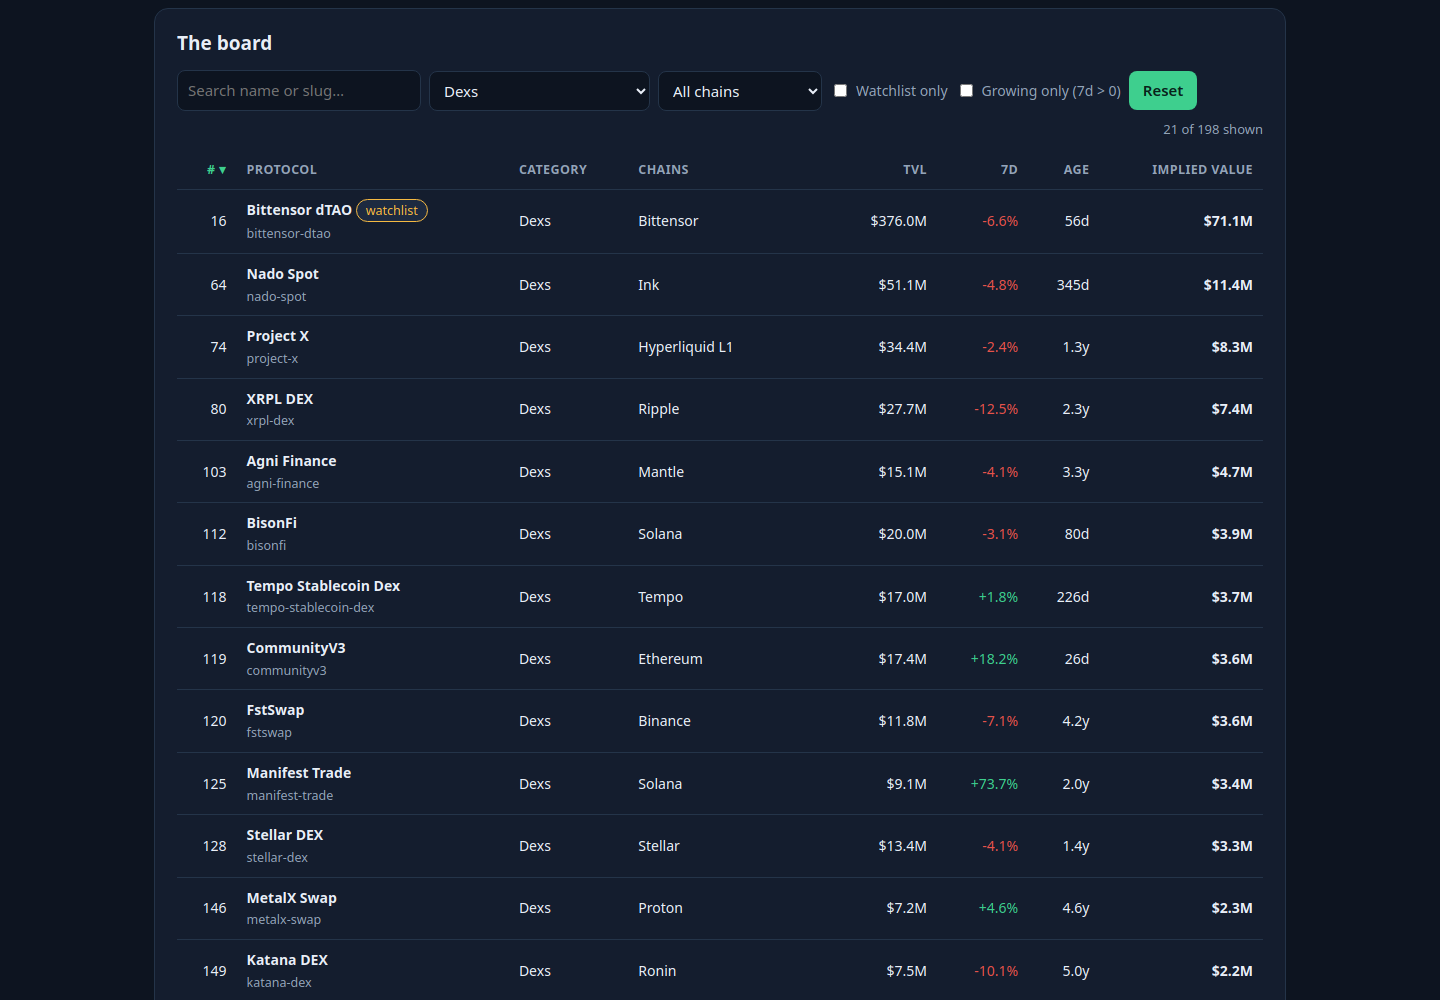 The board
Search name or slug... Dexs All chains Watchlist only Growing only (7d > 0) Reset
21 of 198 shown
# ▼ PROTOCOL CATEGORY CHAINS TVL 7D AGE IMPLIED VALUE
16 Bittensor dTAO watchlist Dexs Bittensor $376.0M -6.6% 56d $71.1M
bittensor-dtao
64 Nado Spot Dexs Ink $51.1M -4.8% 345d $11.4M
nado-spot
74 Project X Dexs Hyperliquid L1 $34.4M -2.4% 1.3y $8.3M
project-x
80 XRPL DEX Dexs Ripple $27.7M -12.5% 2.3y $7.4M
xrpl-dex
103 Agni Finance Dexs Mantle $15.1M -4.1% 3.3y $4.7M
agni-finance
112 BisonFi Dexs Solana $20.0M -3.1% 80d $3.9M
bisonfi
118 Tempo Stablecoin Dex Dexs Tempo $17.0M +1.8% 226d $3.7M
tempo-stablecoin-dex
119 CommunityV3 Dexs Ethereum $17.4M +18.2% 26d $3.6M
communityv3
120 FstSwap Dexs Binance $11.8M -7.1% 4.2y $3.6M
fstswap
125 Manifest Trade Dexs Solana $9.1M +73.7% 2.0y $3.4M
manifest-trade
128 Stellar DEX Dexs Stellar $13.4M -4.1% 1.4y $3.3M
stellar-dex
146 MetalX Swap Dexs Proton $7.2M +4.6% 4.6y $2.3M
metalx-swap
149 Katana DEX Dexs Ronin $7.5M -10.1% 5.0y $2.2M
katana-dex